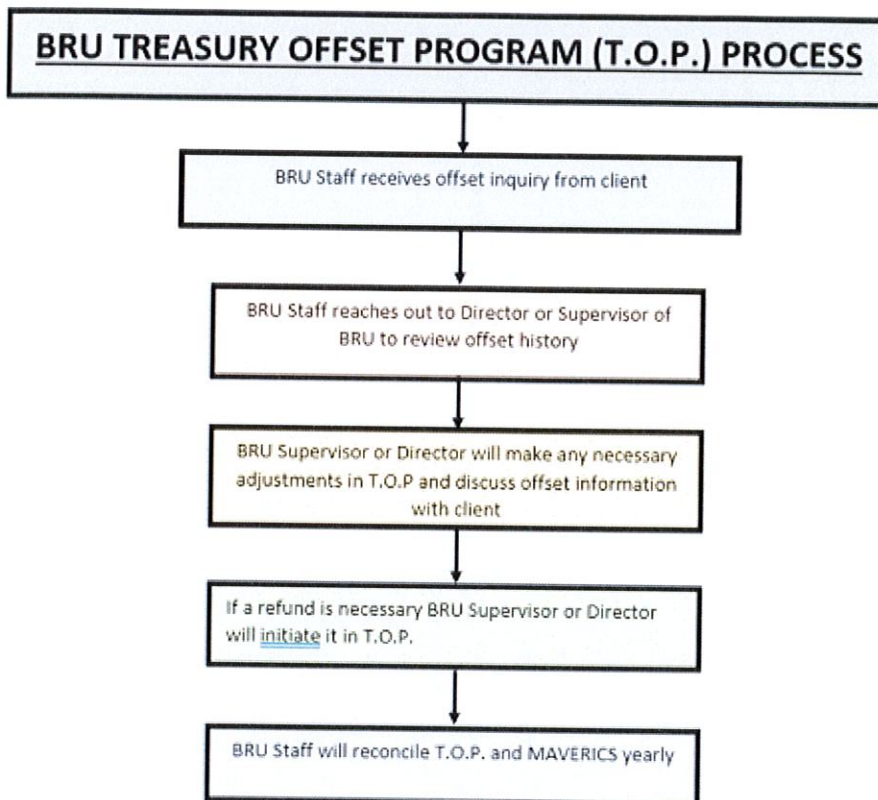 BRU TREASURY OFFSET PROGRAM (T.O.P.) PROCESS
BRU Staff receives offset inquiry from client
BRU Staff reaches out to Director or Supervisor of
BRU to review offset history
BRU Supervisor or Director will make any necessary
adjustments in T.O.P and discuss offset information
with client
If a refund is necessary BRU Supervisor or Director
will initiate it in T.O.P.
BRU Staff will reconcile T.O.P. and MAVERICS yearly